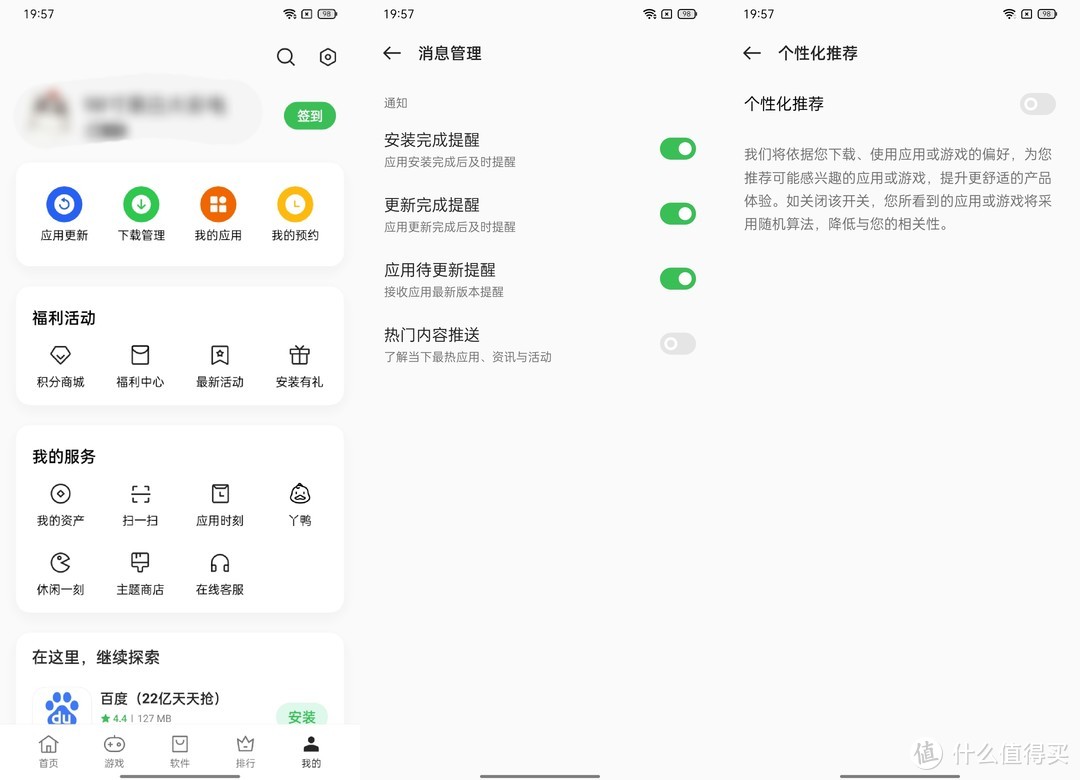 19:57
98
签到
应用更新
下载管理
我的应用
我的预约
福利活动
积分商城
福利中心
最新活动
安装有礼
我的服务
我的资产
扫一扫
应用时刻
丫鸭
休闲一刻
主题商店
在线客服
在这里，继续探索
百度（22亿天天抢）
du
4.4 | 127 MB
安装
首页
游戏
软件
排行
我的
19:57
98
消息管理
通知
安装完成提醒
应用安装完成后及时提醒
更新完成提醒
应用更新完成后及时提醒
应用待更新提醒
接收应用最新版本提醒
热门内容推送
了解当下最热应用、资讯与活动
19:57
98
个性化推荐
个性化推荐
我们将依据您下载、使用应用或游戏的偏好，为您
推荐可能感兴趣的应用或游戏，提升更舒适的产品
体验。如关闭该开关，您所看到的应用或游戏将采
用随机算法，降低与您的相关性。
值 什么值得买